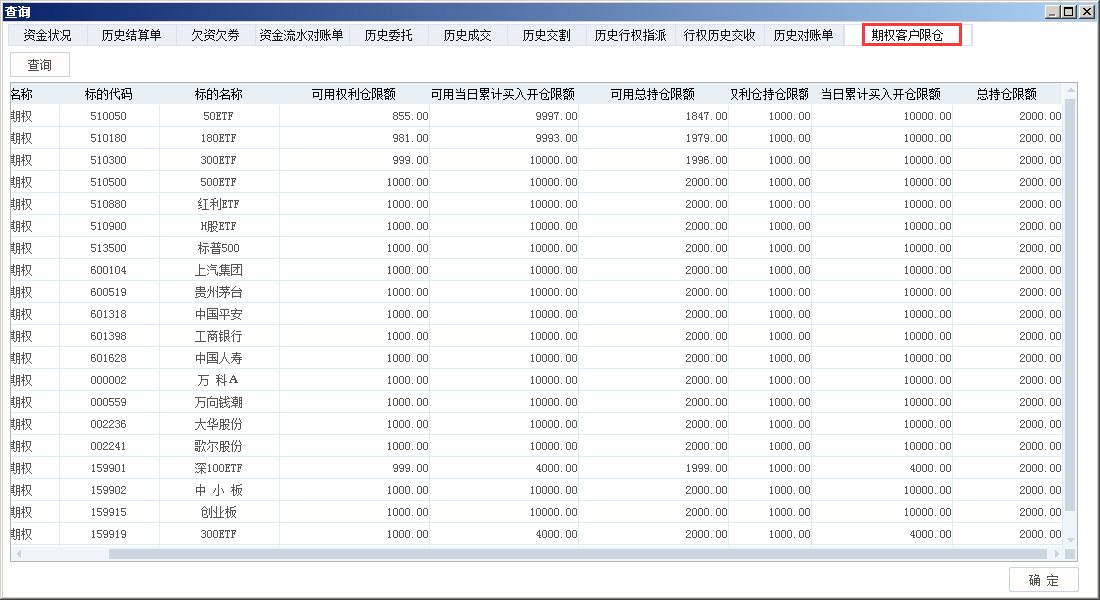 查询
资金状况 历史结算单 欠资欠券 资金流水对账单 历史委托 历史成交 历史交割 历史行权指派 行权历史交收 历史对账单 期权客户限仓
查询
名称 标的代码 标的名称 可用权利仓限额 可用当日累计买入开仓限额 可用总持仓限额 权利仓持仓限额 当日累计买入开仓限额 总持仓限额
期权 510050 50ETF 855.00 9997.00 1847.00 1000.00 10000.00 2000.00
期权 510180 180ETF 981.00 9993.00 1979.00 1000.00 10000.00 2000.00
期权 510300 300ETF 999.00 10000.00 1996.00 1000.00 10000.00 2000.00
期权 510500 500ETF 1000.00 10000.00 2000.00 1000.00 10000.00 2000.00
期权 510880 红利ETF 1000.00 10000.00 2000.00 1000.00 10000.00 2000.00
期权 510900 H股ETF 1000.00 10000.00 2000.00 1000.00 10000.00 2000.00
期权 513500 标普500 1000.00 10000.00 2000.00 1000.00 10000.00 2000.00
期权 600104 上汽集团 1000.00 10000.00 2000.00 1000.00 10000.00 2000.00
期权 600519 贵州茅台 1000.00 10000.00 2000.00 1000.00 10000.00 2000.00
期权 601318 中国平安 1000.00 10000.00 2000.00 1000.00 10000.00 2000.00
期权 601398 工商银行 1000.00 10000.00 2000.00 1000.00 10000.00 2000.00
期权 601628 中国人寿 1000.00 10000.00 2000.00 1000.00 10000.00 2000.00
期权 000002 万 科A 1000.00 10000.00 2000.00 1000.00 10000.00 2000.00
期权 000559 万向钱潮 1000.00 10000.00 2000.00 1000.00 10000.00 2000.00
期权 002236 大华股份 1000.00 10000.00 2000.00 1000.00 10000.00 2000.00
期权 002241 歌尔股份 1000.00 10000.00 2000.00 1000.00 10000.00 2000.00
期权 159901 深100ETF 999.00 4000.00 1999.00 1000.00 4000.00 2000.00
期权 159902 中 小 板 1000.00 10000.00 2000.00 1000.00 10000.00 2000.00
期权 159915 创业板 1000.00 10000.00 2000.00 1000.00 10000.00 2000.00
期权 159919 300ETF 1000.00 4000.00 2000.00 1000.00 4000.00 2000.00
确 定